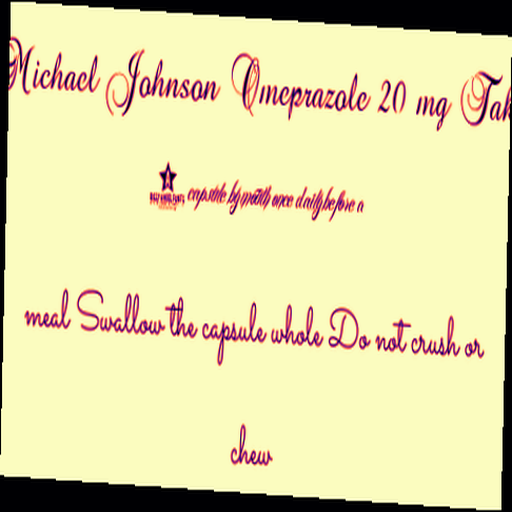 Michael Johnson Omeprazole 20 mg Tak
capsule by mouth once daily before a
meal Swallow the capsule whole Do not crush or
chew